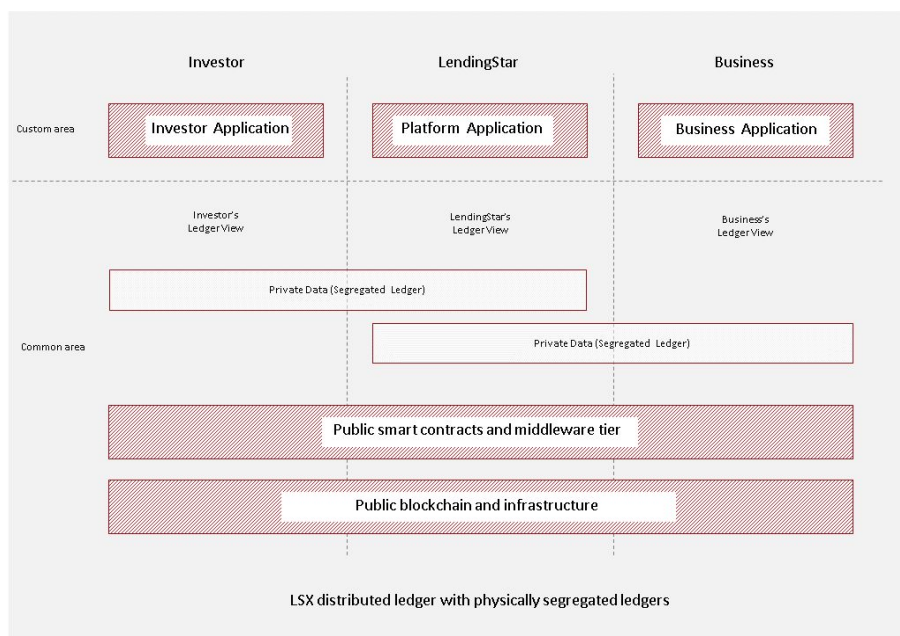 Investor
LendingStar
Business
Custom area
Investor Application
Platform Application
Business Application
Investor's
Ledger View
LendingStar's
Ledger View
Business's
Ledger View
Private Data (Segregated Ledger)
Private Data (Segregated Ledger)
Common area
Public smart contracts and middleware tier
Public blockchain and infrastructure
LSX distributed ledger with physically segregated ledgers